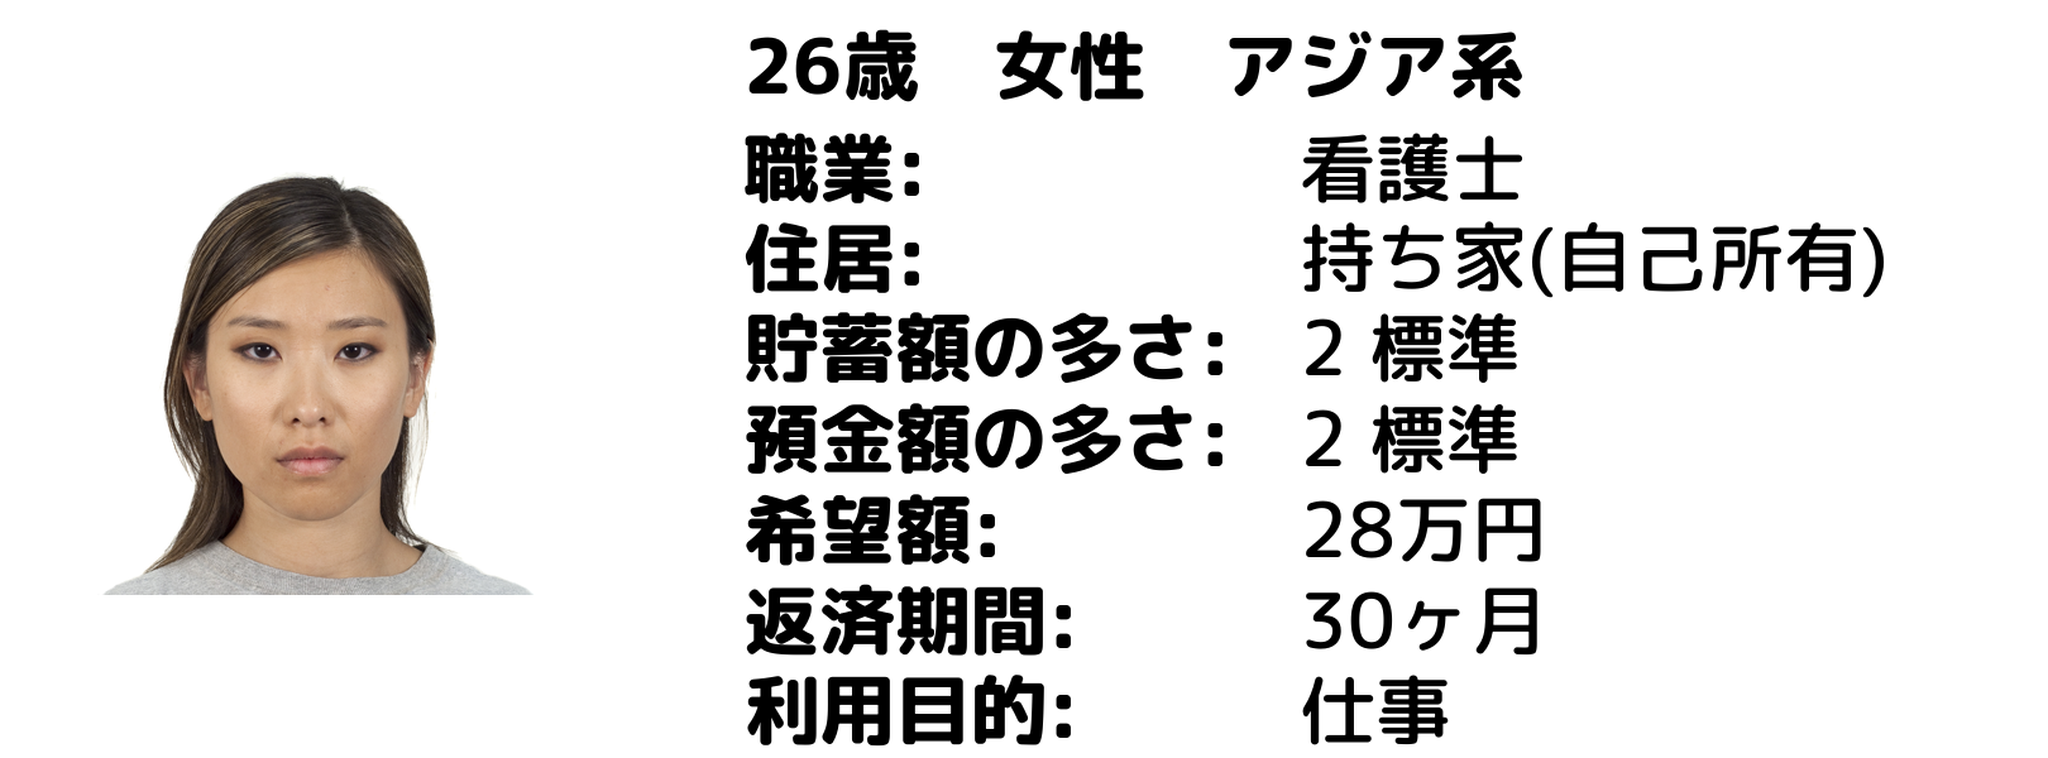 26歳　女性　アジア系
職業: 看護士
住居: 持ち家(自己所有)
貯蓄額の多さ: 2 標準
預金額の多さ: 2 標準
希望額: 28万円
返済期間: 30ヶ月
利用目的: 仕事